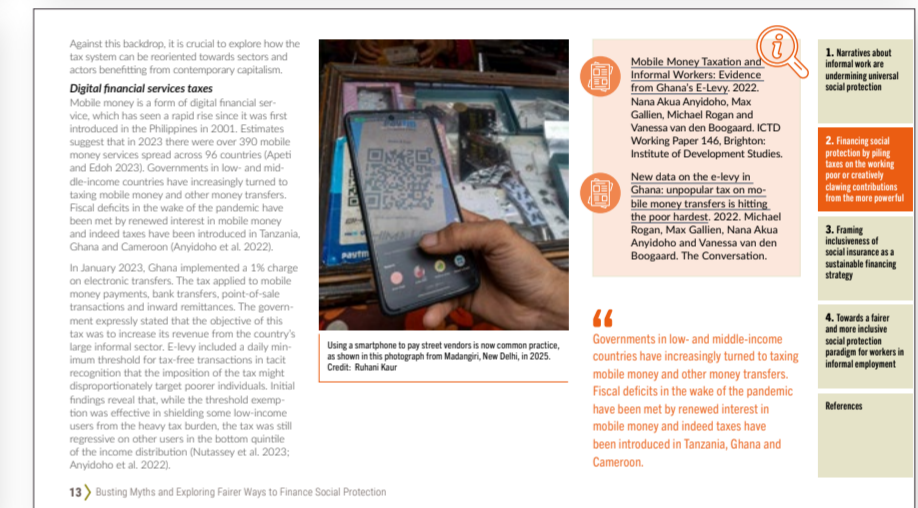 Against this backdrop, it is crucial to explore how the
tax system can be reoriented towards sectors and
actors benefitting from contemporary capitalism.
Digital financial services taxes
Mobile money is a form of digital financial ser-
vice, which has seen a rapid rise since it was first
introduced in the Philippines in 2001. Estimates
suggest that in 2023 there were over 390 mobile
money services spread across 96 countries (Apeti
and Edoh 2023). Governments in low- and mid-
dle-income countries have increasingly turned to
taxing mobile money and other money transfers.
Fiscal deficits in the wake of the pandemic have
been met by renewed interest in mobile money
and indeed taxes have been introduced in Tanzania,
Ghana and Cameroon (Anyidoho et al. 2022).
In January 2023, Ghana implemented a 1% charge
on electronic transfers. The tax applied to mobile
money payments, bank transfers, point-of-sale
transactions and inward remittances. The govern-
ment expressly stated that the objective of this
tax was to increase its revenue from the country's
large informal sector. E-levy included a daily min-
imum threshold for tax-free transactions in tacit
recognition that the imposition of the tax might
disproportionately target poorer individuals. Initial
findings reveal that, while the threshold exemp-
tion was effective in shielding some low-income
users from the heavy tax burden, the tax was still
regressive on other users in the bottom quintile
of the income distribution (Nutassey et al. 2023;
Anyidoho et al. 2022).
Paytm
Using a smartphone to pay street vendors is now common practice,
as shown in this photograph from Madangiri, New Delhi, in 2025.
Credit: Ruhani Kaur
i
Mobile Money Taxation and
Informal Workers: Evidence
from Ghana's E-Levy. 2022.
Nana Akua Anyidoho, Max
Gallien, Michael Rogan and
Vanessa van den Boogaard. ICTD
Working Paper 146, Brighton:
Institute of Development Studies.
New data on the e-levy in
Ghana: unpopular tax on mo-
bile money transfers is hitting
the poor hardest. 2022. Michael
Rogan, Max Gallien, Nana Akua
Anyidoho and Vanessa van den
Boogaard. The Conversation.
“
Governments in low- and middle-income
countries have increasingly turned to taxing
mobile money and other money transfers.
Fiscal deficits in the wake of the pandemic
have been met by renewed interest in
mobile money and indeed taxes have
been introduced in Tanzania, Ghana and
Cameroon.
1. Narratives about
informal work are
undermining universal
social protection
2. Financing social
protection by piling
taxes on the working
poor or creatively
clawing contributions
from the more powerful
3. Framing
inclusiveness of
social insurance as a
sustainable financing
strategy
4. Towards a fairer
and more inclusive
social protection
paradigm for workers in
informal employment
References
13 Busting Myths and Exploring Fairer Ways to Finance Social Protection